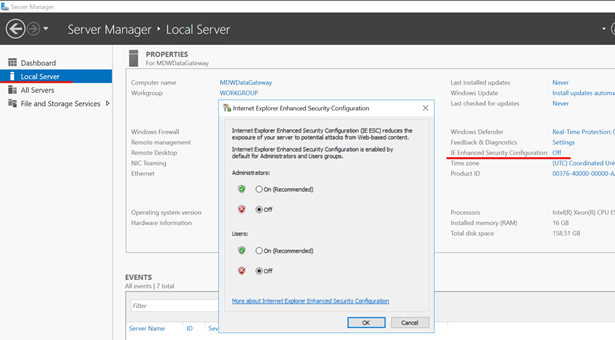 Server Manager
Server Manager ▸ Local Server
Dashboard
Local Server
All Servers
File and Storage Services
PROPERTIES
For MDWDataGateway
Computer name MDWDataGateway
Workgroup WORKGROUP
Last installed updates Never
Windows Update Install updates automa
Last checked for updates Never
Windows Firewall
Remote management
Remote Desktop
NIC Teaming
Ethernet
Windows Defender Real-Time Protection: O
Feedback & Diagnostics Settings
IE Enhanced Security Configuration Off
Time zone (UTC) Coordinated Uni
Product ID 00376-40000-00000-A
Operating system version
Hardware information
Processors Intel(R) Xeon(R) CPU E5
Installed memory (RAM) 16 GB
Total disk space 158.51 GB
Internet Explorer Enhanced Security Configuration
Internet Explorer Enhanced Security Configuration (IE ESC) reduces the
exposure of your server to potential attacks from Web-based content.
Internet Explorer Enhanced Security Configuration is enabled by
default for Administrators and Users groups.
Administrators:
On (Recommended)
Off
Users:
On (Recommended)
Off
More about Internet Explorer Enhanced Security Configuration
OK Cancel
EVENTS
All events | 7 total
Filter
Server Name ID Sev